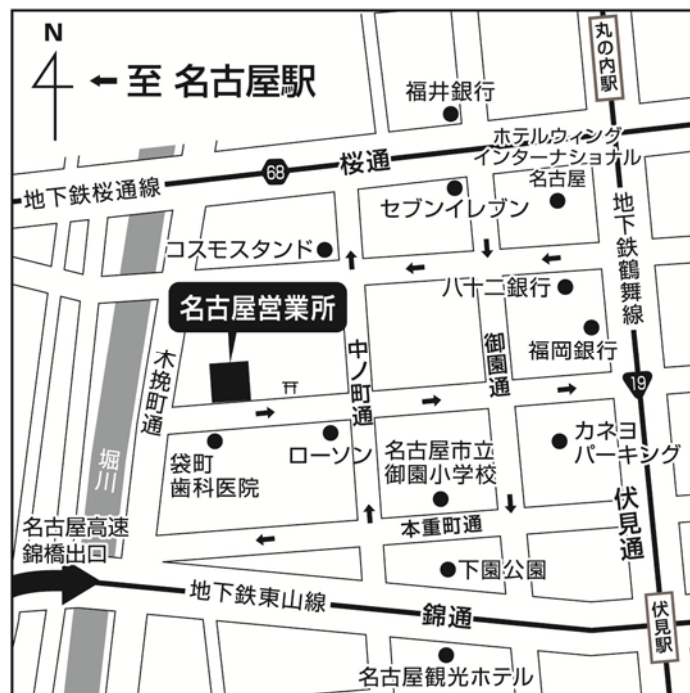 N
← 至 名古屋駅
丸の内駅
福井銀行
ホテルウィング
インターナショナル
名古屋
桜通
68
地下鉄桜通線
セブンイレブン
地下鉄鶴舞線
コスモスタンド
八十二銀行
名古屋営業所
福岡銀行
木挽町通
中ノ町通
御園通
19
袋町
歯科医院
ローソン
名古屋市立
御園小学校
カネヨ
パーキング
堀川
伏見通
名古屋高速
錦橋出口
本重町通
下園公園
地下鉄東山線
錦通
伏見駅
名古屋観光ホテル